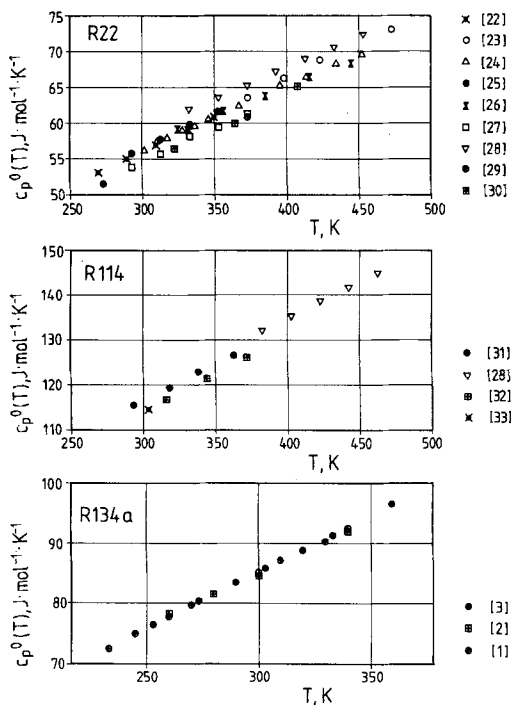 R22
c_p^0(T), J·mol⁻¹·K⁻¹
75
70
65
60
55
50
250 300 350 400 450 500
T, K
[22]
[23]
[24]
[25]
[26]
[27]
[28]
[29]
[30]
R114
c_p^0(T), J·mol⁻¹·K⁻¹
150
140
130
120
110
250 300 350 400 450 500
T, K
[31]
[28]
[32]
[33]
R134a
c_p^0(T), J·mol⁻¹·K⁻¹
100
90
80
70
250 300 350
T, K
[3]
[2]
[1]